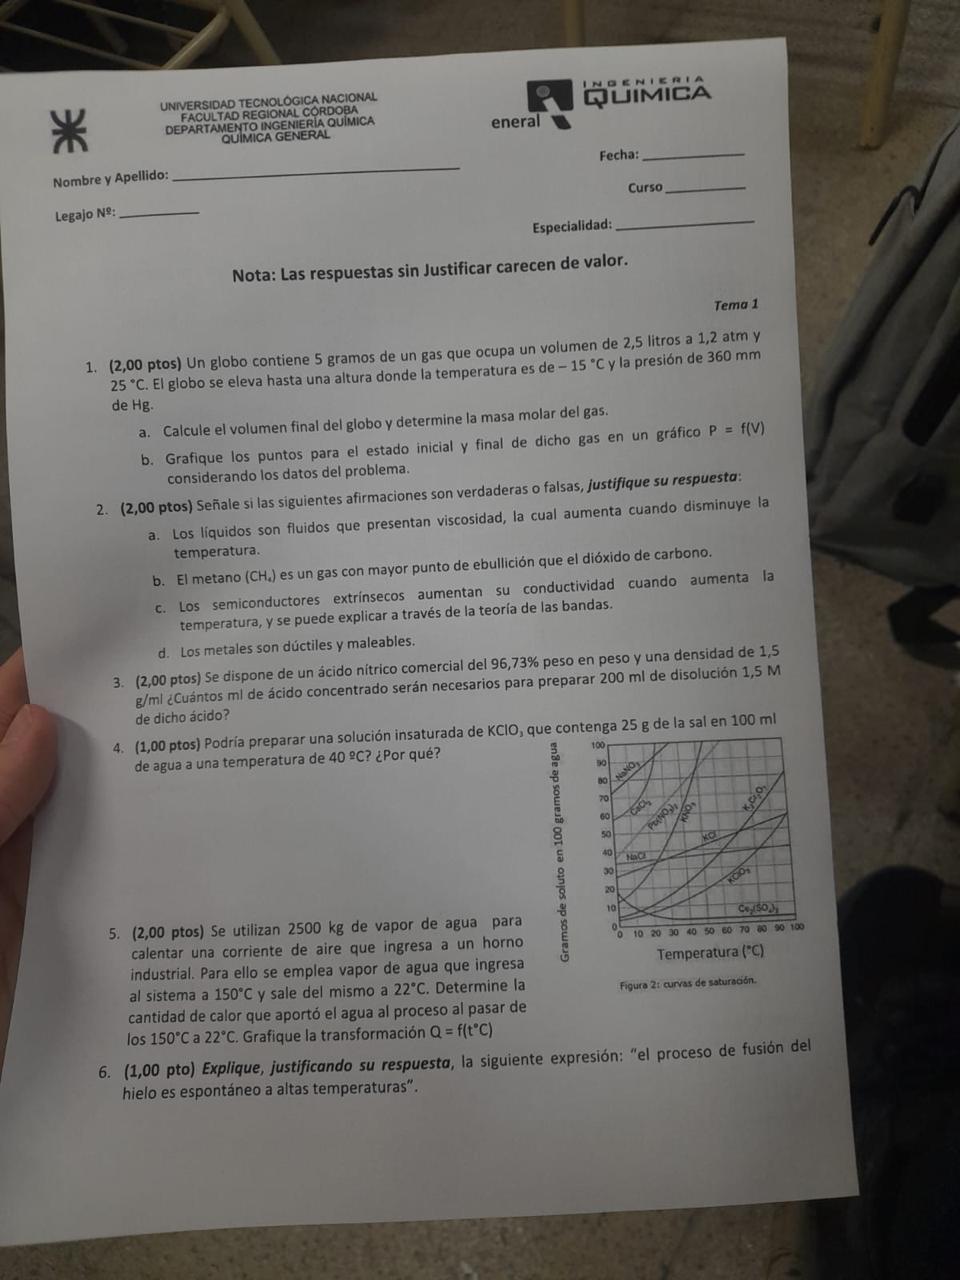 UNIVERSIDAD TECNOLÓGICA NACIONAL
FACULTAD REGIONAL CÓRDOBA
DEPARTAMENTO INGENIERÍA QUÍMICA
QUÍMICA GENERAL
INGENIERIA
QUIMICA
eneral
Nombre y Apellido: ____________
Fecha: ____________
Legajo Nº: ____________
Curso ____________
Especialidad: ____________
Nota: Las respuestas sin Justificar carecen de valor.
Tema 1
1. (2,00 ptos) Un globo contiene 5 gramos de un gas que ocupa un volumen de 2,5 litros a 1,2 atm y
25 °C. El globo se eleva hasta una altura donde la temperatura es de – 15 °C y la presión de 360 mm
de Hg.
a. Calcule el volumen final del globo y determine la masa molar del gas.
b. Grafique los puntos para el estado inicial y final de dicho gas en un gráfico P = f(V)
considerando los datos del problema.
2. (2,00 ptos) Señale si las siguientes afirmaciones son verdaderas o falsas, justifique su respuesta:
a. Los líquidos son fluidos que presentan viscosidad, la cual aumenta cuando disminuye la
temperatura.
b. El metano (CH₄) es un gas con mayor punto de ebullición que el dióxido de carbono.
c. Los semiconductores extrínsecos aumentan su conductividad cuando aumenta la
temperatura, y se puede explicar a través de la teoría de las bandas.
d. Los metales son dúctiles y maleables.
3. (2,00 ptos) Se dispone de un ácido nítrico comercial del 96,73% peso en peso y una densidad de 1,5
g/ml ¿Cuántos ml de ácido concentrado serán necesarios para preparar 200 ml de disolución 1,5 M
de dicho ácido?
4. (1,00 ptos) Podría preparar una solución insaturada de KClO₃ que contenga 25 g de la sal en 100 ml
de agua a una temperatura de 40 ºC? ¿Por qué?
Gramos de soluto en 100 gramos de agua
100
90
80
70
60
50
40
30
20
10
0
NaNO₃
CaCl₂
Pb(NO₃)₂
KNO₃
K₂Cr₂O₇
KCl
NaCl
KClO₃
Ce₂(SO₄)₃
0 10 20 30 40 50 60 70 80 90 100
Temperatura (°C)
Figura 2: curvas de saturación.
5. (2,00 ptos) Se utilizan 2500 kg de vapor de agua para
calentar una corriente de aire que ingresa a un horno
industrial. Para ello se emplea vapor de agua que ingresa
al sistema a 150°C y sale del mismo a 22°C. Determine la
cantidad de calor que aportó el agua al proceso al pasar de
los 150°C a 22°C. Grafique la transformación Q = f(t°C)
6. (1,00 pto) Explique, justificando su respuesta, la siguiente expresión: “el proceso de fusión del
hielo es espontáneo a altas temperaturas”.